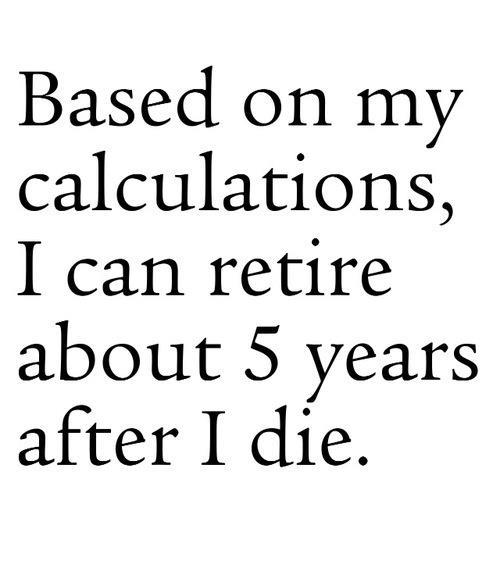 Based on my
calculations,
I can retire
about 5 years
after I die.